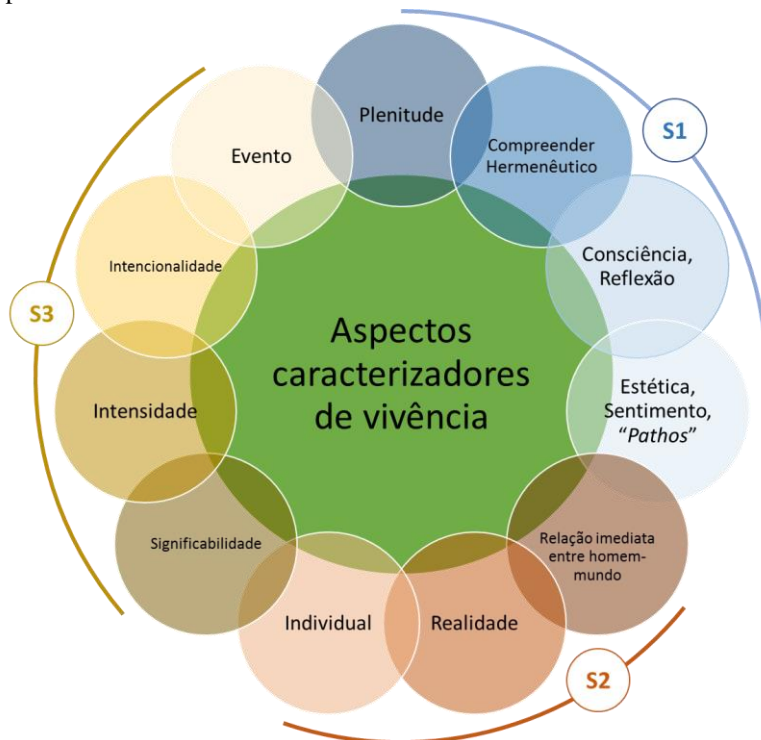 Plenitude
Compreender
Hermenêutico
S1
Consciência,
Reflexão
Estética,
Sentimento,
“Pathos”
Relação imediata
entre homem-
mundo
S2
Realidade
Individual
Significabilidade
Intensidade
S3
Intencionalidade
Evento
Aspectos
caracterizadores
de vivência